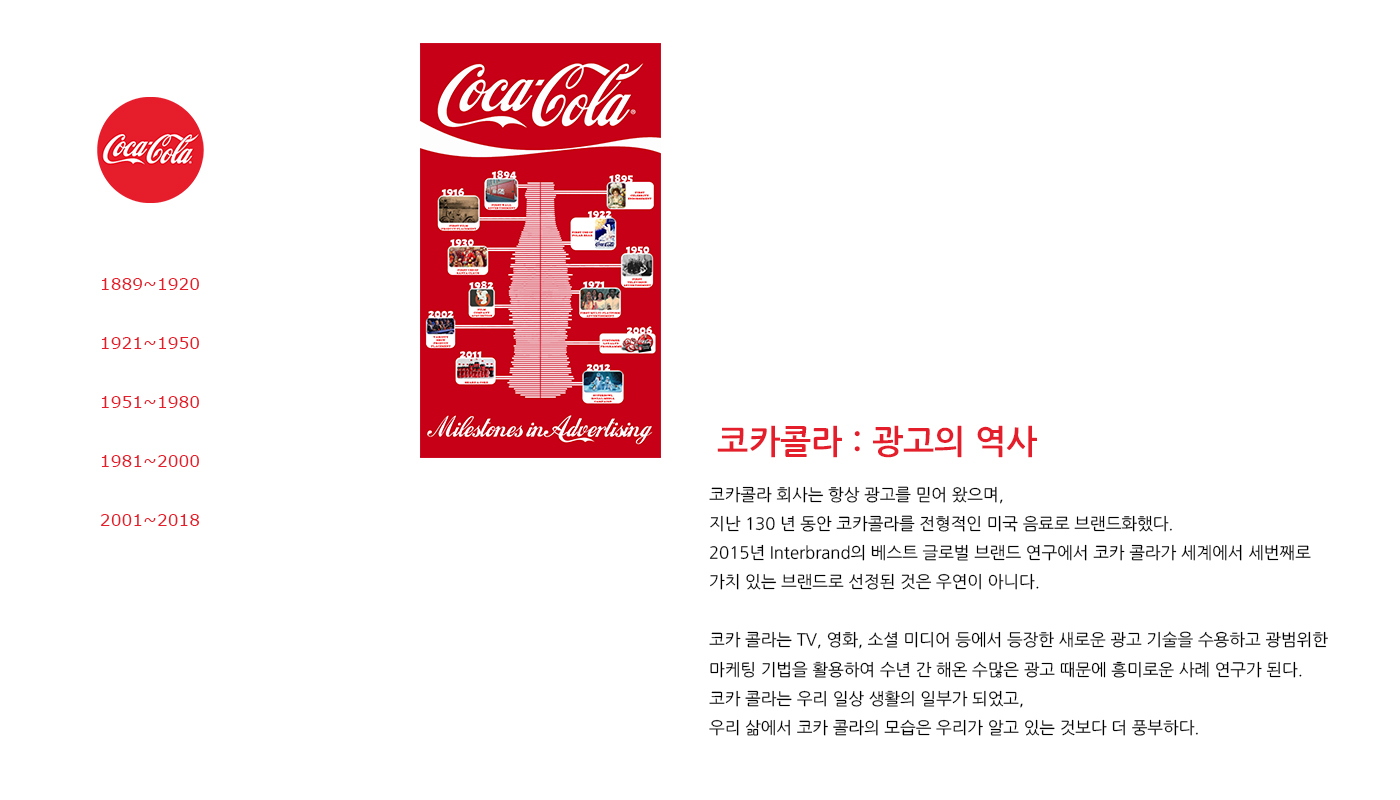 Coca-Cola
1889~1920
1921~1950
1951~1980
1981~2000
2001~2018
Coca-Cola®
1894
1895
1916
1922
1930
1950
1982
1971
2002
2006
2011
2012
FIRST USE OF
SHAKE A COKE
Milestones in Advertising
코카콜라 : 광고의 역사
코카콜라 회사는 항상 광고를 믿어 왔으며,
지난 130 년 동안 코카콜라를 전형적인 미국 음료로 브랜드화했다.
2015년 Interbrand의 베스트 글로벌 브랜드 연구에서 코카 콜라가 세계에서 세번째로
가치 있는 브랜드로 선정된 것은 우연이 아니다.
코카 콜라는 TV, 영화, 소셜 미디어 등에서 등장한 새로운 광고 기술을 수용하고 광범위한
마케팅 기법을 활용하여 수년 간 해온 수많은 광고 때문에 흥미로운 사례 연구가 된다.
코카 콜라는 우리 일상 생활의 일부가 되었고,
우리 삶에서 코카 콜라의 모습은 우리가 알고 있는 것보다 더 풍부하다.